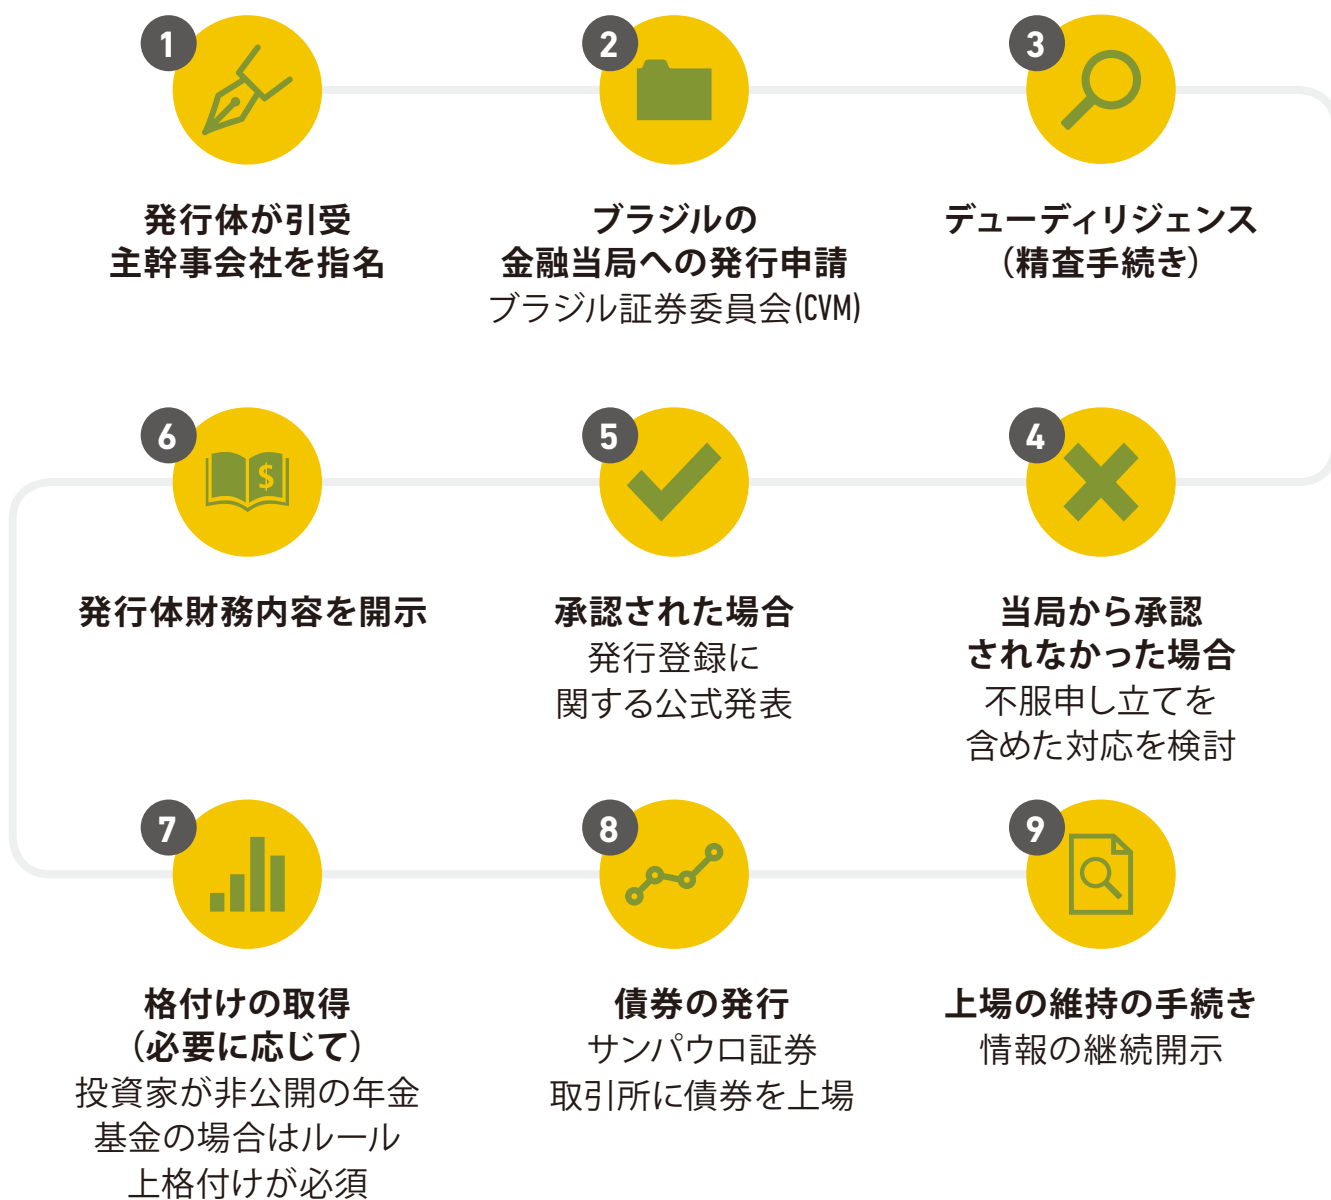 1
発行体が引受
主幹事会社を指名
2
ブラジルの
金融当局への発行申請
ブラジル証券委員会(CVM)
3
デューディリジェンス
（精査手続き）
4
当局から承認
されなかった場合
不服申し立てを
含めた対応を検討
5
承認された場合
発行登録に
関する公式発表
6
$
発行体財務内容を開示
7
格付けの取得
（必要に応じて）
投資家が非公開の年金
基金の場合はルール
上格付けが必須
8
債券の発行
サンパウロ証券
取引所に債券を上場
9
上場の維持の手続き
情報の継続開示